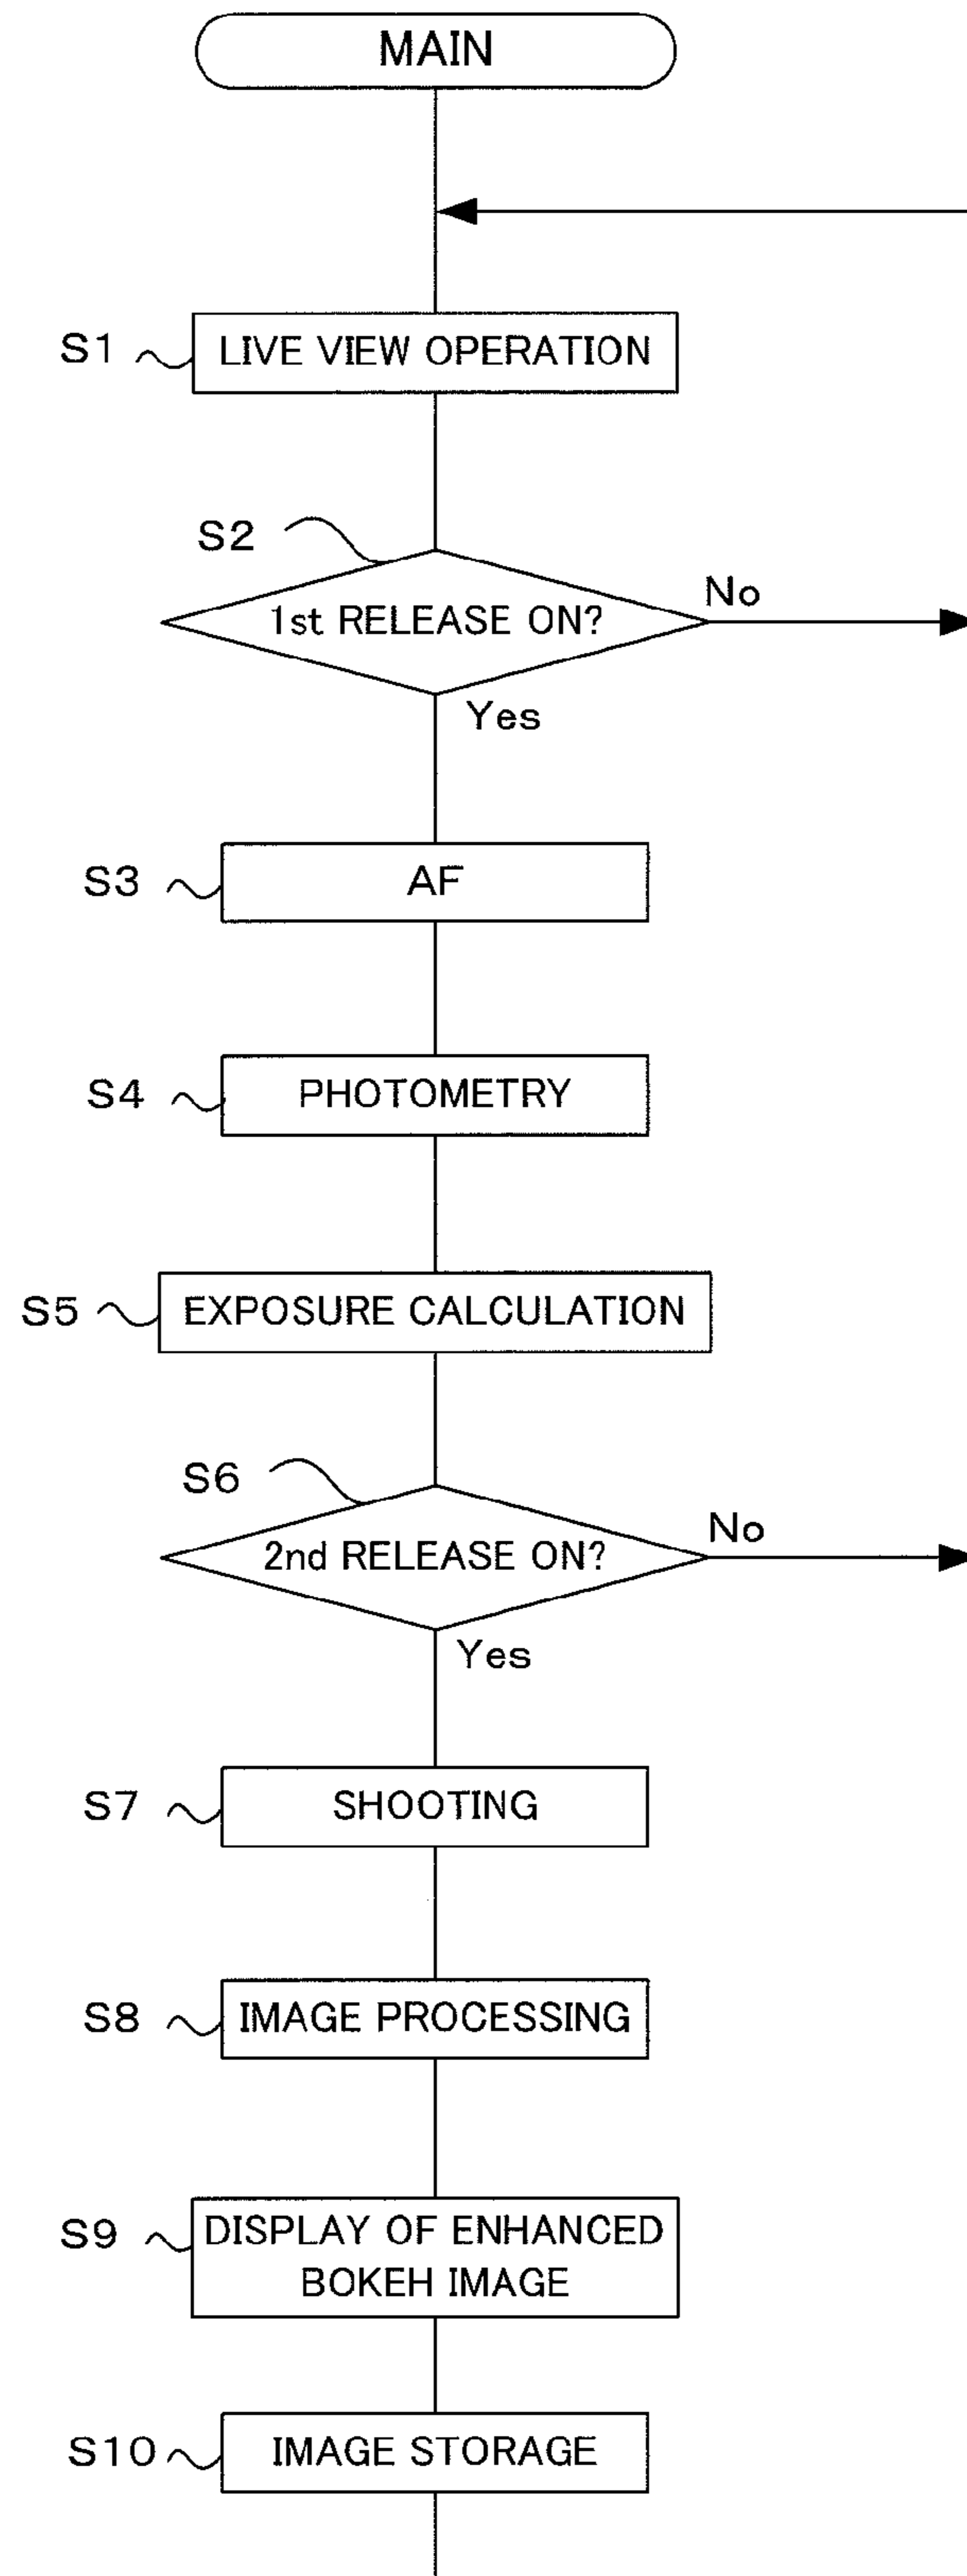 MAIN
S1
LIVE VIEW OPERATION
S2
1st RELEASE ON?
No
Yes
S3
AF
S4
PHOTOMETRY
S5
EXPOSURE CALCULATION
S6
2nd RELEASE ON?
No
Yes
S7
SHOOTING
S8
IMAGE PROCESSING
S9
DISPLAY OF ENHANCED
BOKEH IMAGE
S10
IMAGE STORAGE